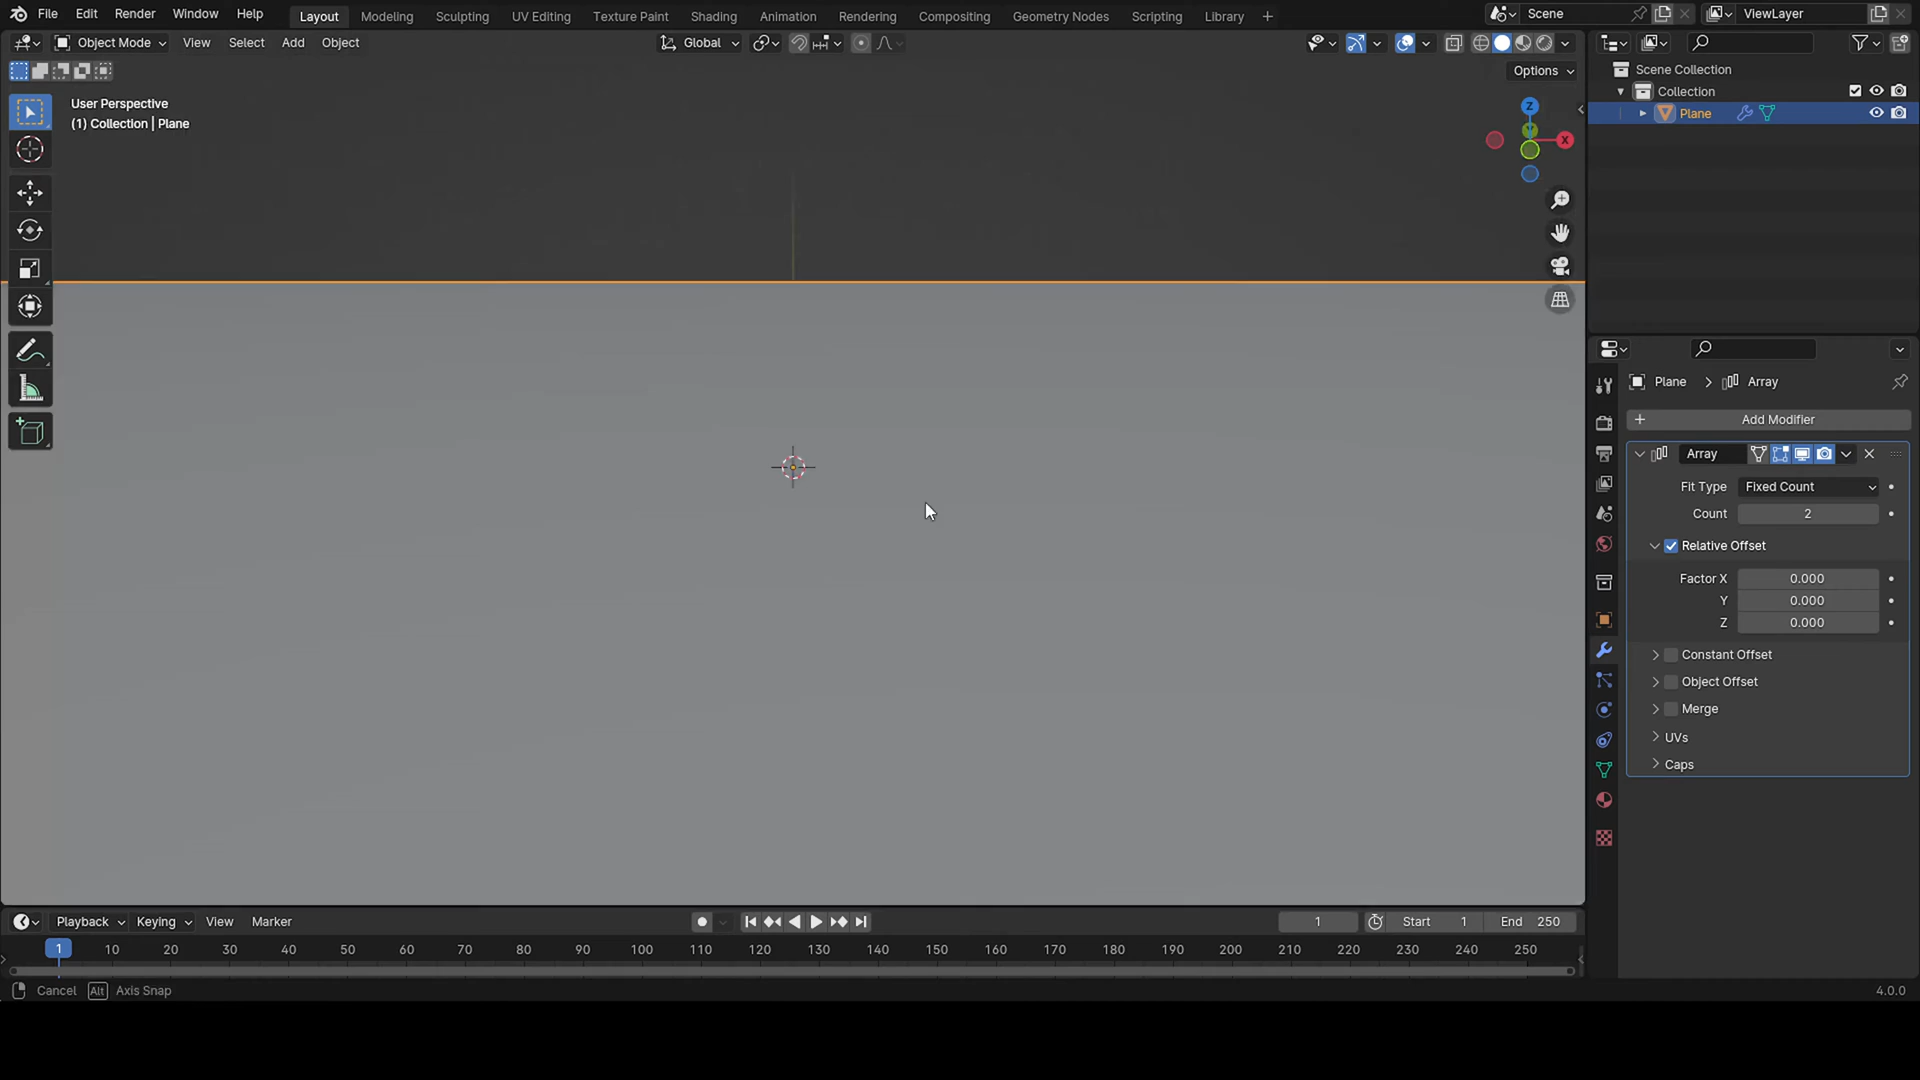 File Edit Render Window Help Layout Modeling Sculpting UV Editing Texture Paint Shading Animation Rendering Compositing Geometry Nodes Scripting Library + Scene ViewLayer
Object Mode View Select Add Object Global
Options
User Perspective
(1) Collection | Plane
Z
X
Scene Collection
Collection
Plane
Plane > Array
+ Add Modifier
Array
Fit Type Fixed Count
Count 2
Relative Offset
Factor X 0.000
Y 0.000
Z 0.000
Constant Offset
Object Offset
Merge
UVs
Caps
Playback Keying View Marker 1 Start 1 End 250
1 10 20 30 40 50 60 70 80 90 100 110 120 130 140 150 160 170 180 190 200 210 220 230 240 250
Cancel Alt Axis Snap 4.0.0